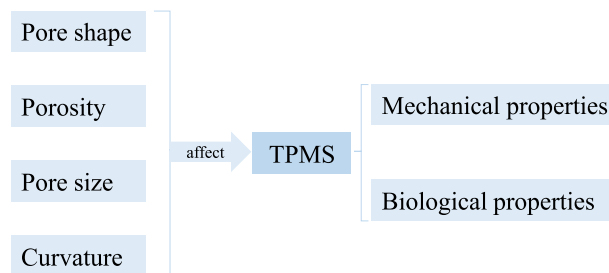 Pore shape
Porosity
Pore size
Curvature
affect
TPMS
Mechanical properties
Biological properties